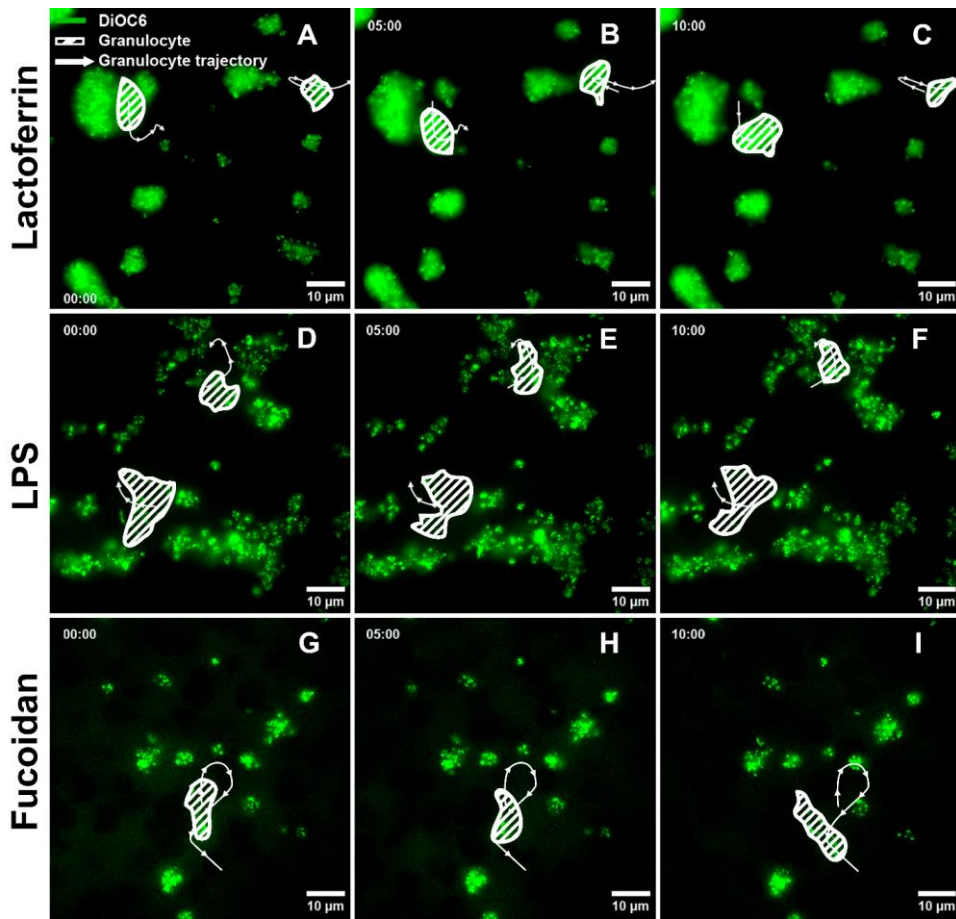 DiOC6
Granulocyte
Granulocyte trajectory
A
00:00
10 µm
05:00
B
10 µm
10:00
C
10 µm
Lactoferrin
00:00
D
10 µm
05:00
E
10 µm
10:00
F
10 µm
LPS
00:00
G
10 µm
05:00
H
10 µm
10:00
I
10 µm
Fucoidan